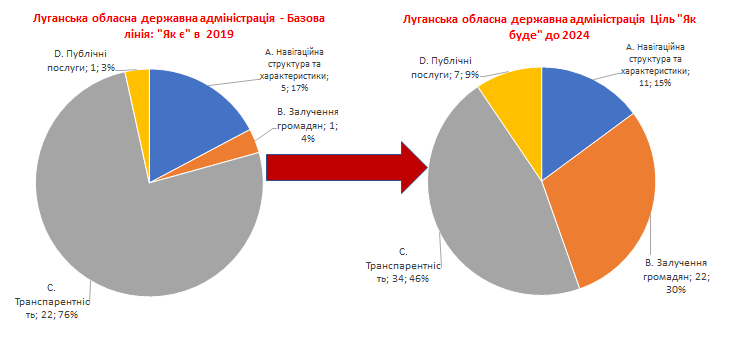 Луганська обласна державна адміністрація - Базова
лінія: "Як є" в 2019
D. Публічні
послуги; 1; 3%
A. Навігаційна
структура та
характеристики;
5; 17%
B. Залучення
громадян; 1;
4%
C.
Транспарентніс
ть; 22; 76%
Луганська обласна державна адміністрація Ціль "Як
буде" до 2024
D. Публічні
послуги; 7; 9%
A. Навігаційна
структура та
характеристики;
11; 15%
C.
Транспарентніс
ть; 34; 46%
B. Залучення
громадян; 22;
30%